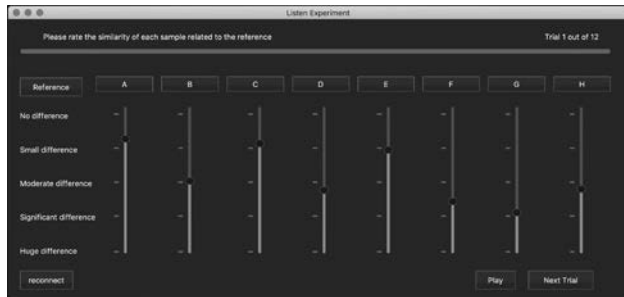 Listen Experiment
Please rate the similarity of each sample related to the reference Trial 1 out of 12
Reference A B C D E F G H
No difference
Small difference
Moderate difference
Significant difference
Huge difference
reconnect Play Next Trial